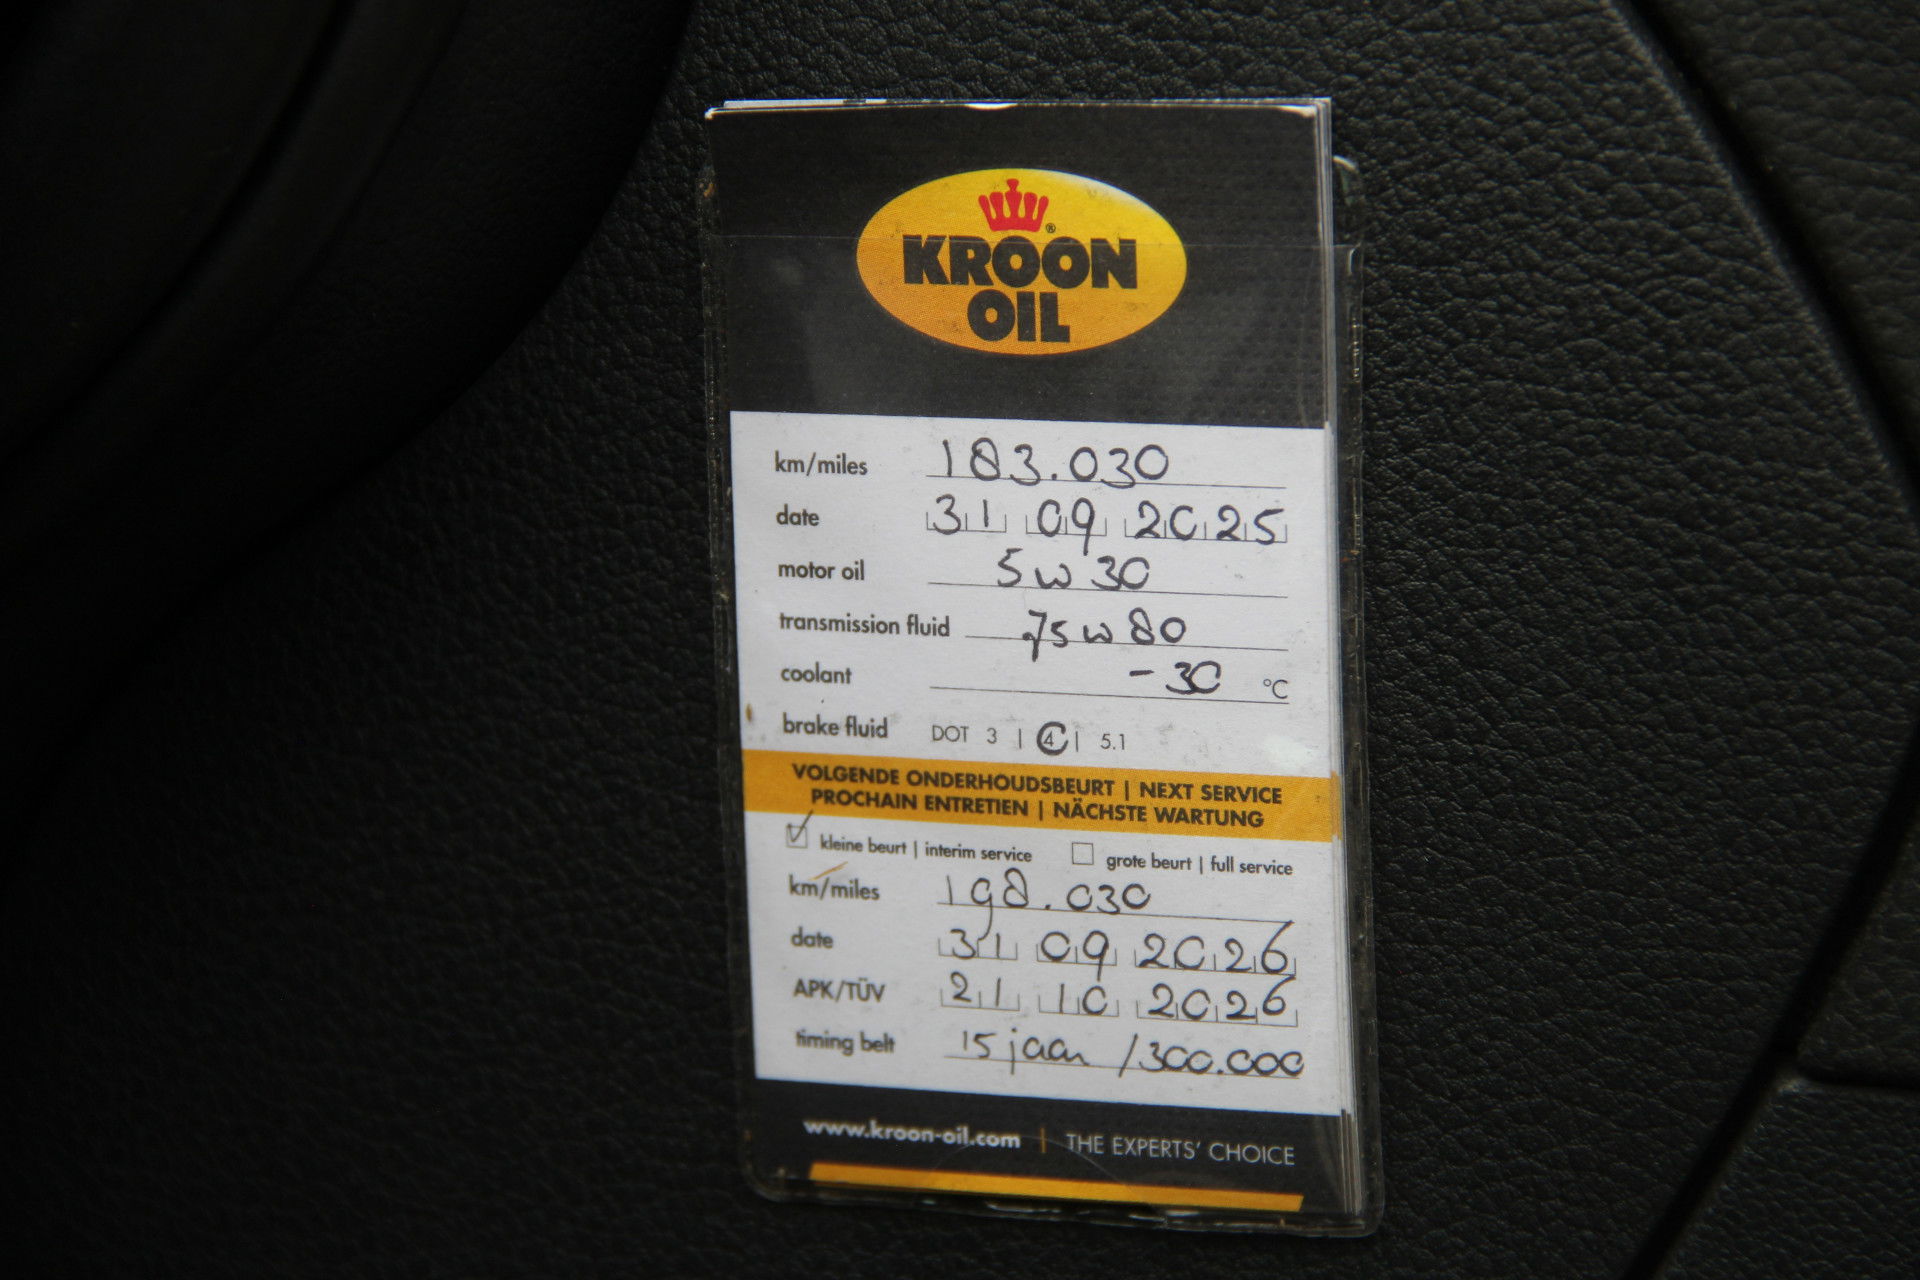 KROON®
OIL
km/miles 183.030
date 31 09 2025
motor oil 5w30
transmission fluid 75w80
coolant -30 °C
brake fluid DOT 3 | 4 | 5.1
VOLGENDE ONDERHOUDSBEURT | NEXT SERVICE
PROCHAIN ENTRETIEN | NÄCHSTE WARTUNG
kleine beurt | interim service grote beurt | full service
km/miles 198.030
date 31 09 2026
APK/TÜV 21 10 2026
timing belt 15 jaar /300.000
www.kroon-oil.com | THE EXPERTS' CHOICE